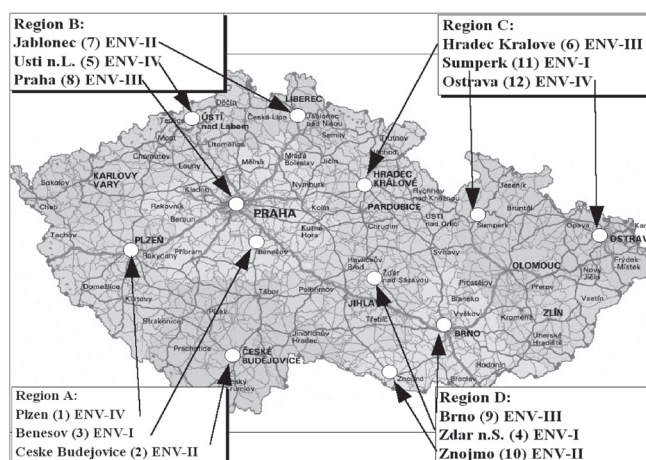 Region B:
Jablonec (7) ENV-II
Usti n.L. (5) ENV-IV
Praha (8) ENV-III
Region C:
Hradec Kralove (6) ENV-III
Sumperk (11) ENV-I
Ostrava (12) ENV-IV
Děčín
LIBEREC
Teplice
ÚSTÍ
nad Labem
Česká Lípa
Jablonec
nad Nisou
Most
Semily
Trutnov
Chomutov
Litoměřice
Louny
Mělník
Mladá
Boleslav
Jičín
Náchod
KARLOVY
VARY
Sokolov
Cheb
Rakovník
Kladno
Nymburk
HRADEC
KRÁLOVÉ
Rychnov
nad Kněžnou
Jeseník
Bruntál
PRAHA
Kolín
PARDUBICE
ÚSTÍ
nad Orlicí
Šumperk
Opava
Beroun
Kutná
Hora
Chrudim
OSTRAVA
Tachov
PLZEŇ
Rokycany
Příbram
Benešov
Havlíčkův
Brod
Žďár
nad Sázavou
Svitavy
OLOMOUC
Nový
Jičín
Frýdek-
Místek
Domažlice
Klatovy
Tábor
Pelhřimov
JIHLAVA
Blansko
Prostějov
Přerov
Vsetín
Strakonice
Písek
Třebíč
Vyškov
Kroměříž
ZLÍN
Prachatice
Jindřichův
Hradec
BRNO
Uherské
Hradiště
ČESKÉ
BUDĚJOVICE
Český
Krumlov
Znojmo
Hodonín
Břeclav
Region A:
Plzen (1) ENV-IV
Benesov (3) ENV-I
Ceske Budejovice (2) ENV-II
Region D:
Brno (9) ENV-III
Zdar n.S. (4) ENV-I
Znojmo (10) ENV-II